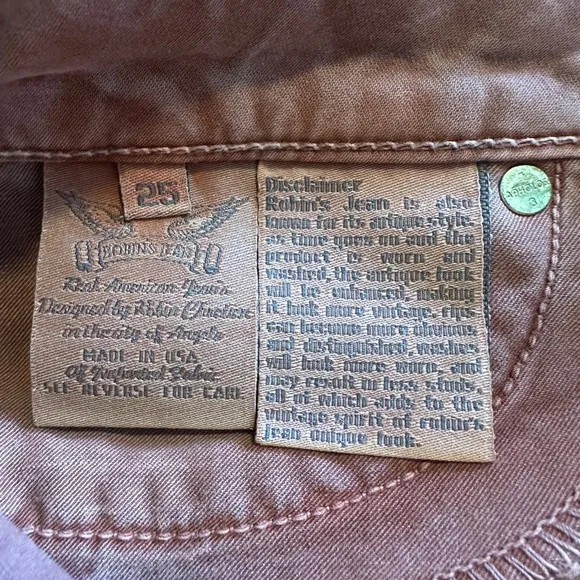 25
ROBIN'S JEAN
Real American Jean's
Designed by Robin Chretien
in the city of Angels
MADE IN USA
Of Imported Fabric
SEE REVERSE FOR CARE
Disclaimer
Robin's Jean is also
known for its antique style
as time goes on and the
product is worn and
washed, the antique look
will be enhanced, making
it look more vintage, rips
can become more obvious
and distinguished, washes
will look more worn, and
may result in less studs,
all of which adds to the
vintage spirit of robin's
jean unique look.